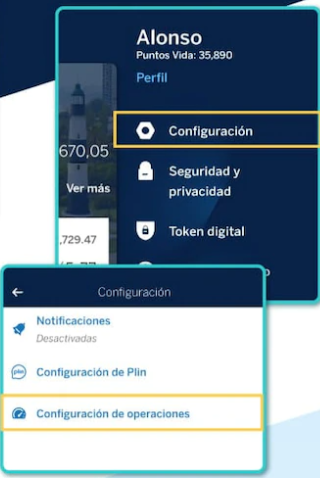 Alonso
Puntos Vida: 35,890
Perfil
Configuración
670,05
Seguridad y
privacidad
Ver más
Token digital
,729.47
Configuración
Notificaciones
Desactivadas
plin
Configuración de Plin
Configuración de operaciones